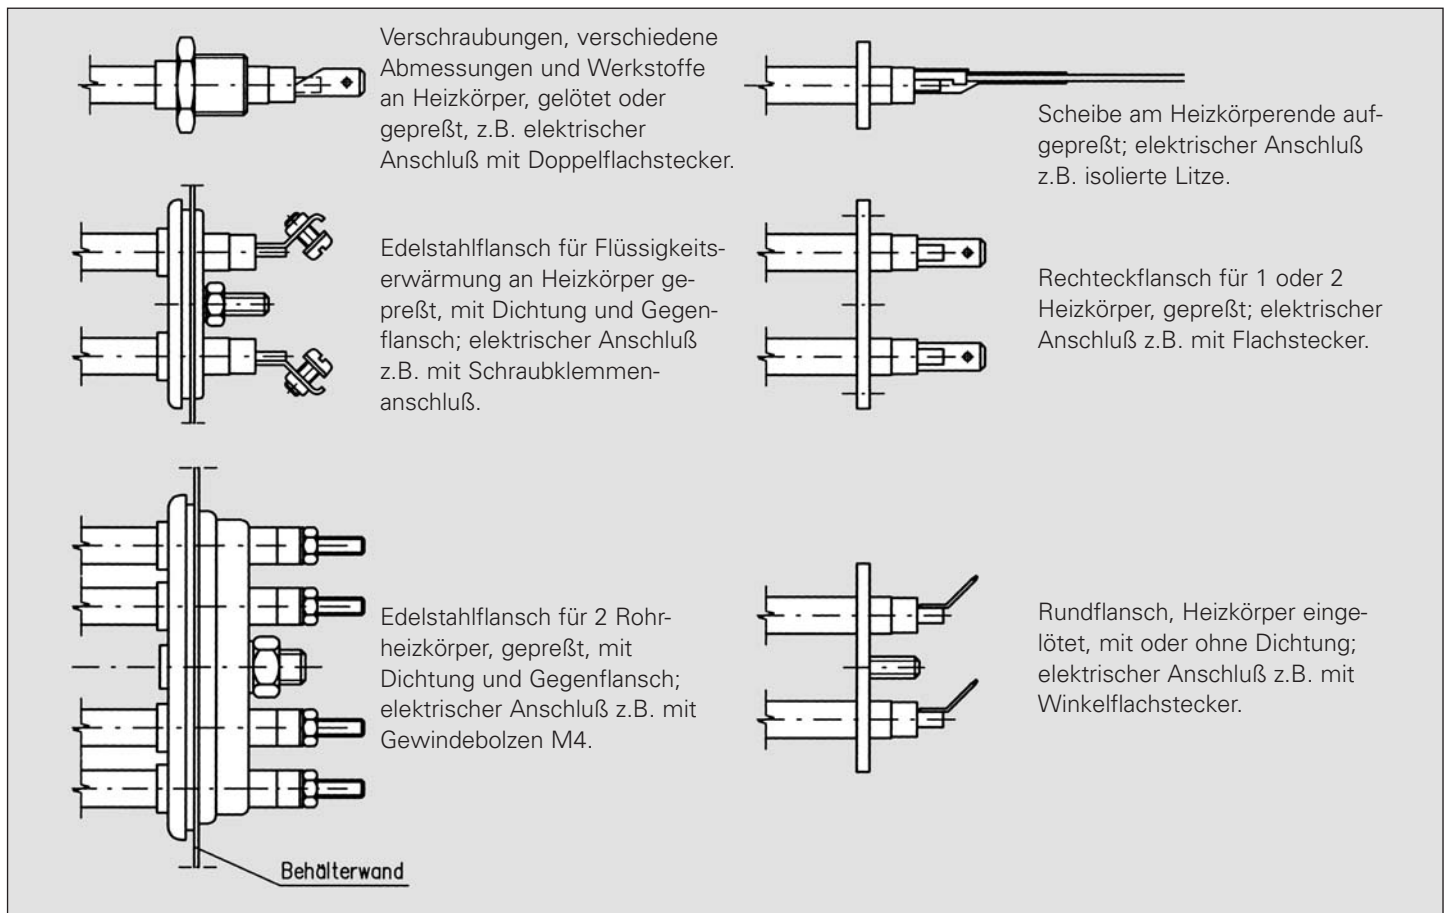 Verschraubungen, verschiedene
Abmessungen und Werkstoffe
an Heizkörper, gelötet oder
gepreßt, z.B. elektrischer
Anschluß mit Doppelflachstecker.
Scheibe am Heizkörperende auf-
gepreßt; elektrischer Anschluß
z.B. isolierte Litze.
Edelstahlflansch für Flüssigkeits-
erwärmung an Heizkörper ge-
preßt, mit Dichtung und Gegen-
flansch; elektrischer Anschluß
z.B. mit Schraubklemmen-
anschluß.
Rechteckflansch für 1 oder 2
Heizkörper, gepreßt; elektrischer
Anschluß z.B. mit Flachstecker.
Edelstahlflansch für 2 Rohr-
heizkörper, gepreßt, mit
Dichtung und Gegenflansch;
elektrischer Anschluß z.B. mit
Gewindebolzen M4.
Rundflansch, Heizkörper einge-
lötet, mit oder ohne Dichtung;
elektrischer Anschluß z.B. mit
Winkelflachstecker.
Behälterwand